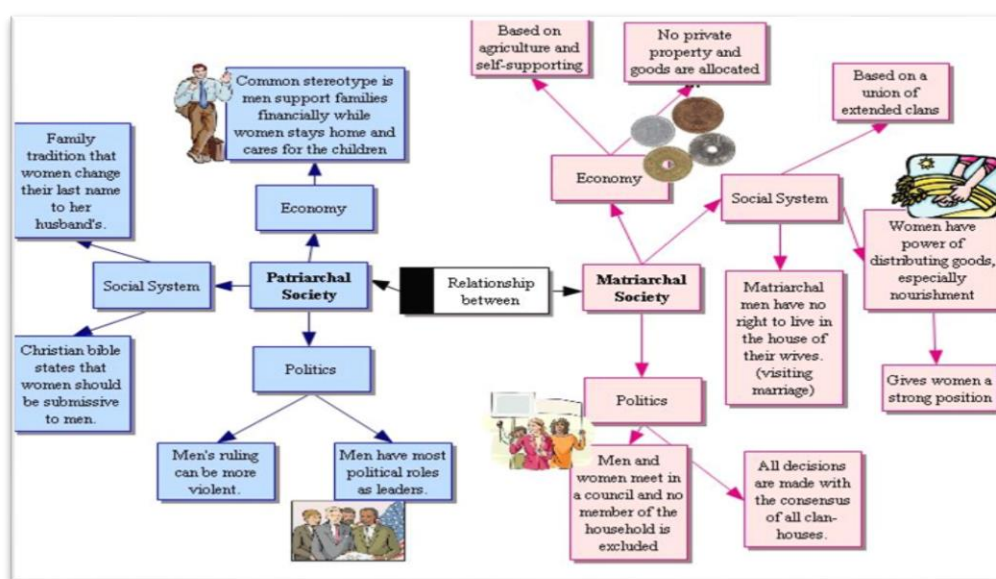 Based on
agriculture and
self-supporting
No private
property and
goods are allocated
Based on a
union of
extended clans
Common stereotype is
men support families
financially while
women stays home and
cares for the children
Family
tradition that
women change
their last name
to her
husband's.
Economy
Economy
Social System
Women have
power of
distributing goods,
especially
nourishment
Social System
Patriarchal
Society
Relationship
between
Matriarchal
Society
Matriarchal
men have no
right to live in
the house of
their wives.
(visiting
marriage)
Christian bible
states that
women should
be submissive
to men.
Politics
Politics
Gives women a
strong position
Men's ruling
can be more
violent.
Men have most
political roles
as leaders.
Men and
women meet in
a council and no
member of the
household is
excluded
All decisions
are made with
the consensus
of all clan-
houses.